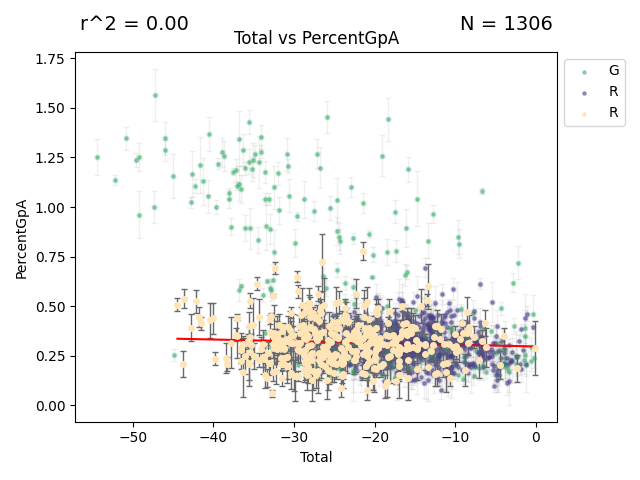 r^2 = 0.00
N = 1306
Total vs PercentGpA
G
R
R
PercentGpA
1.75
1.50
1.25
1.00
0.75
0.50
0.25
0.00
−50
−40
−30
−20
−10
0
Total